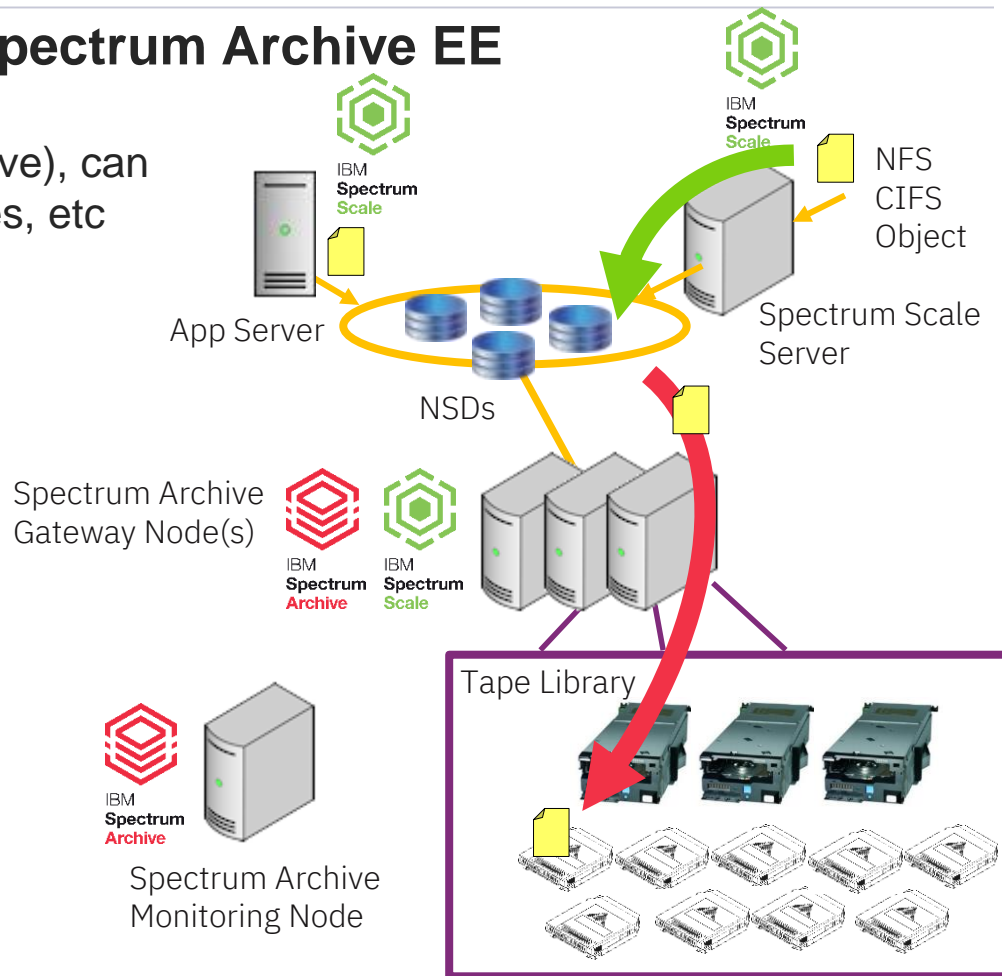 pectrum Archive EE
ve), can
es, etc
IBM
Spectrum
Scale
IBM
Spectrum
Scale
NFS
CIFS
Object
App Server
Spectrum Scale
Server
NSDs
Spectrum Archive
Gateway Node(s)
IBM
Spectrum
Archive
IBM
Spectrum
Scale
Tape Library
IBM
Spectrum
Archive
Spectrum Archive
Monitoring Node